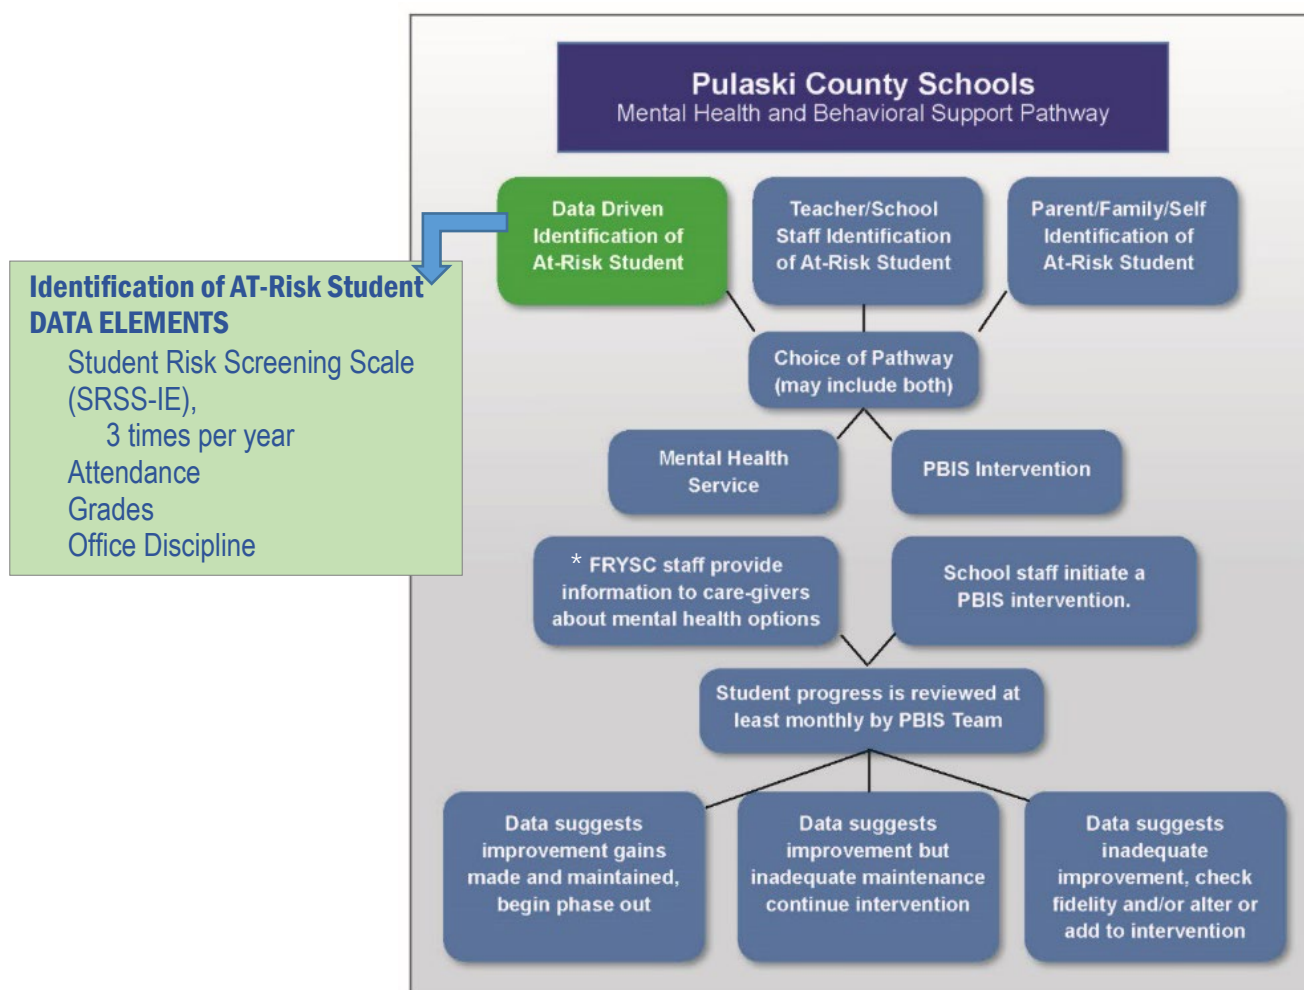 Pulaski County Schools
Mental Health and Behavioral Support Pathway
Data Driven
Identification of
At-Risk Student
Teacher/School
Staff Identification
of At-Risk Student
Parent/Family/Self
Identification of
At-Risk Student
Identification of AT-Risk Student
DATA ELEMENTS
Student Risk Screening Scale
(SRSS-IE),
3 times per year
Attendance
Grades
Office Discipline
Choice of Pathway
(may include both)
Mental Health
Service
PBIS Intervention
* FRYSC staff provide
information to care-givers
about mental health options
School staff initiate a
PBIS intervention.
Student progress is reviewed at
least monthly by PBIS Team
Data suggests
improvement gains
made and maintained,
begin phase out
Data suggests
improvement but
inadequate maintenance
continue intervention
Data suggests
inadequate
improvement, check
fidelity and/or alter or
add to intervention